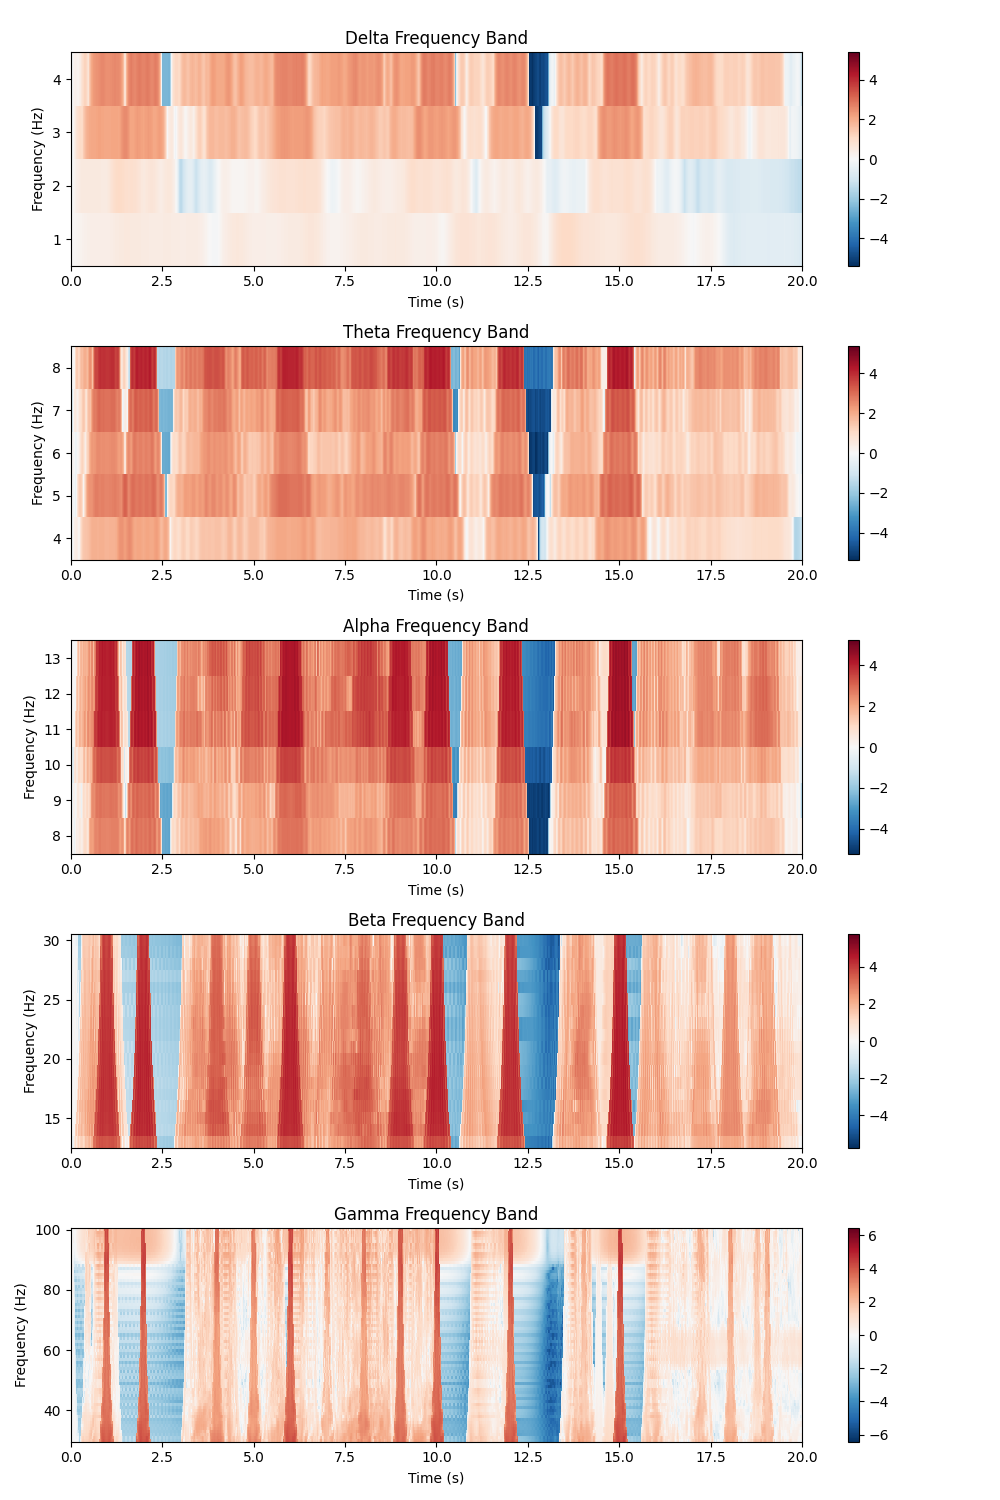 Delta Frequency Band
Frequency (Hz)
4
3
2
1
0.0 2.5 5.0 7.5 10.0 12.5 15.0 17.5 20.0
Time (s)
4
2
0
−2
−4
Theta Frequency Band
Frequency (Hz)
8
7
6
5
4
0.0 2.5 5.0 7.5 10.0 12.5 15.0 17.5 20.0
Time (s)
4
2
0
−2
−4
Alpha Frequency Band
Frequency (Hz)
13
12
11
10
9
8
0.0 2.5 5.0 7.5 10.0 12.5 15.0 17.5 20.0
Time (s)
4
2
0
−2
−4
Beta Frequency Band
Frequency (Hz)
30
25
20
15
0.0 2.5 5.0 7.5 10.0 12.5 15.0 17.5 20.0
Time (s)
4
2
0
−2
−4
Gamma Frequency Band
Frequency (Hz)
100
80
60
40
0.0 2.5 5.0 7.5 10.0 12.5 15.0 17.5 20.0
Time (s)
6
4
2
0
−2
−4
−6